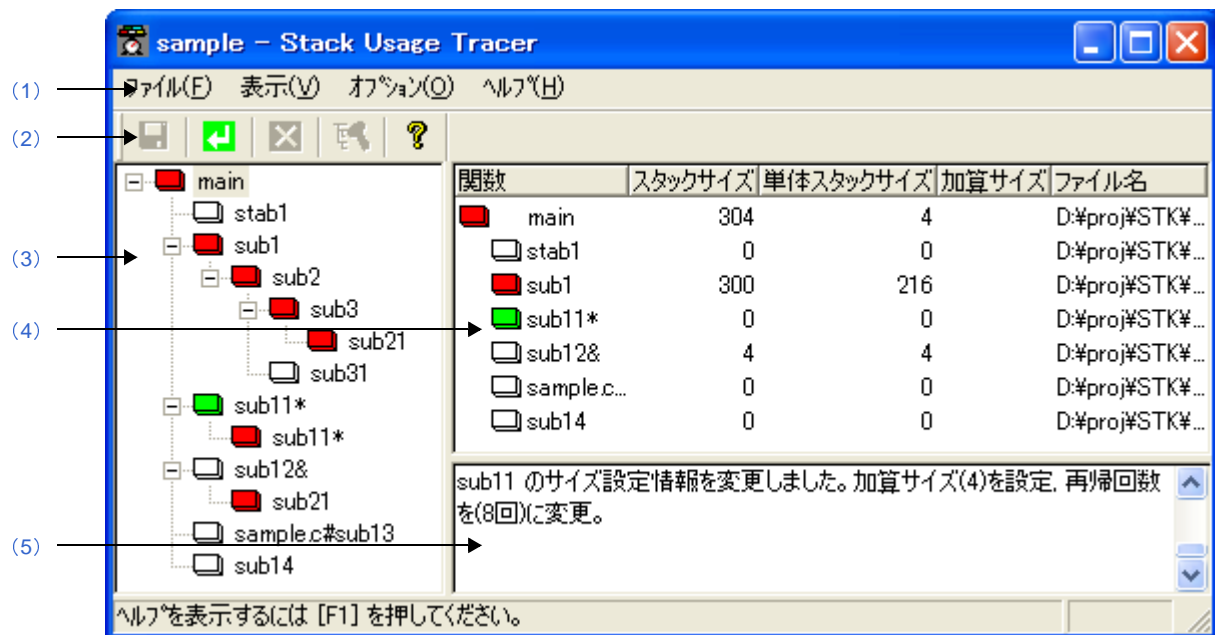 sample - Stack Usage Tracer
(1)
ファイル(F) 表示(V) オプション(O) ヘルプ(H)
(2)
main
stab1
sub1
sub2
sub3
sub21
sub31
sub11*
sub11*
sub12&
sub21
sample.c#sub13
sub14
(3)
関数 スタックサイズ 単体スタックサイズ 加算サイズ ファイル名
main 304 4 D:¥proj¥STK¥...
stab1 0 0 D:¥proj¥STK¥...
sub1 300 216 D:¥proj¥STK¥...
sub11* 0 0 D:¥proj¥STK¥...
sub12& 4 4 D:¥proj¥STK¥...
sample.c... 0 0 D:¥proj¥STK¥...
sub14 0 0 D:¥proj¥STK¥...
(4)
sub11 のサイズ設定情報を変更しました。加算サイズ(4)を設定, 再帰回数
を(8回)に変更。
(5)
ヘルプを表示するには [F1] を押してください。